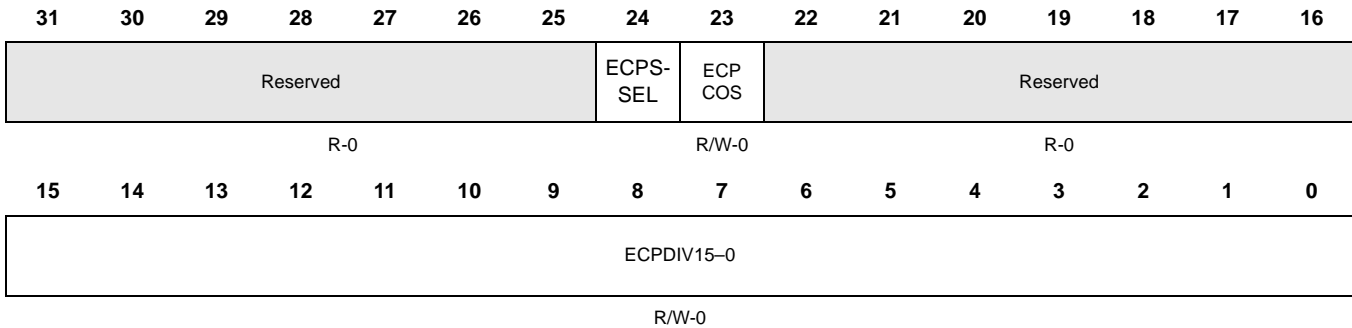 31 30 29 28 27 26 25 24 23 22 21 20 19 18 17 16
Reserved ECPS-SEL ECP COS Reserved
R-0 R/W-0 R-0
15 14 13 12 11 10 9 8 7 6 5 4 3 2 1 0
ECPDIV15–0
R/W-0